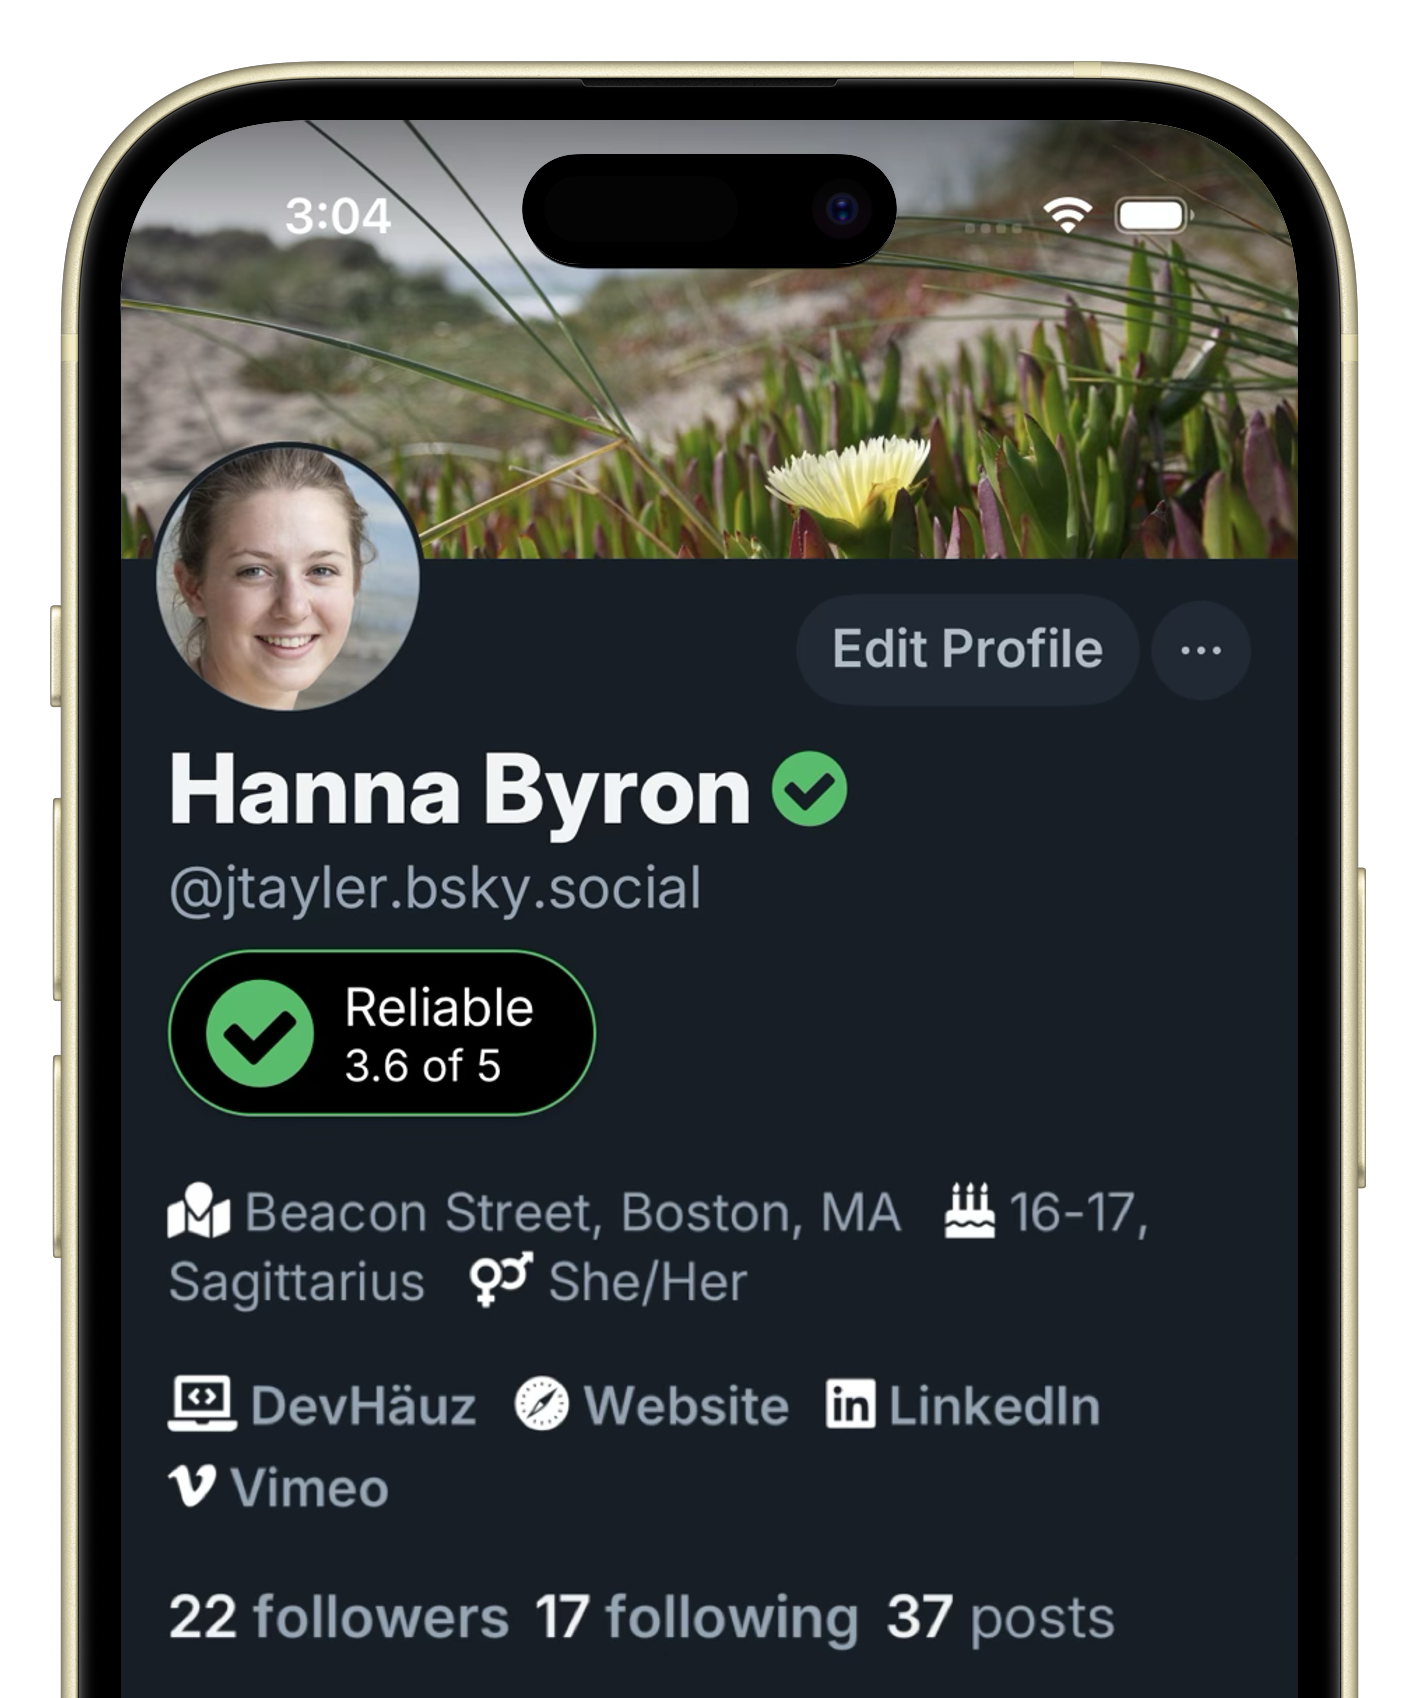 3:04
Edit Profile
Hanna Byron
@jtayler.bsky.social
Reliable
3.6 of 5
Beacon Street, Boston, MA 16-17,
Sagittarius She/Her
DevHäuz Website in LinkedIn
Vimeo
22 followers 17 following 37 posts